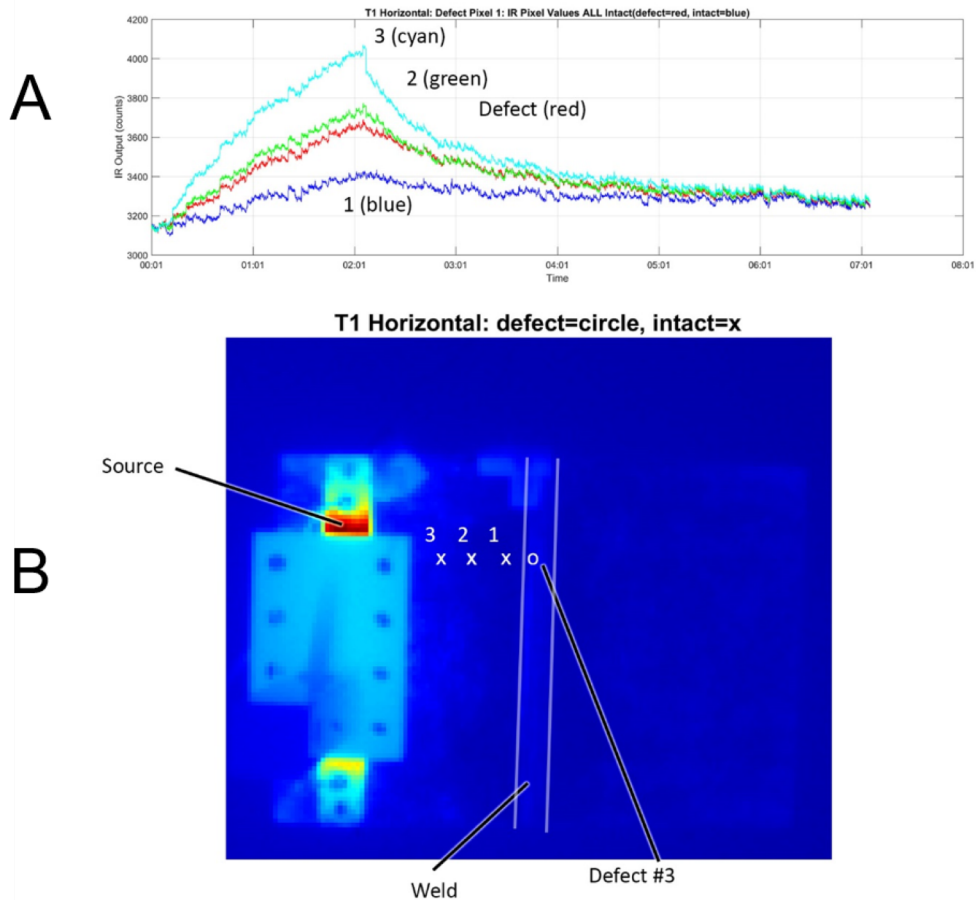 A
T1 Horizontal: Defect Pixel 1: IR Pixel Values ALL Intact(defect=red, intact=blue)
IR Output (counts)
4200
4000
3800
3600
3400
3200
3000
3 (cyan)
2 (green)
Defect (red)
1 (blue)
00:01 01:01 02:01 03:01 04:01 05:01 06:01 07:01 08:01
Time
B
T1 Horizontal: defect=circle, intact=x
Source
3 2 1
x x x o
Weld
Defect #3